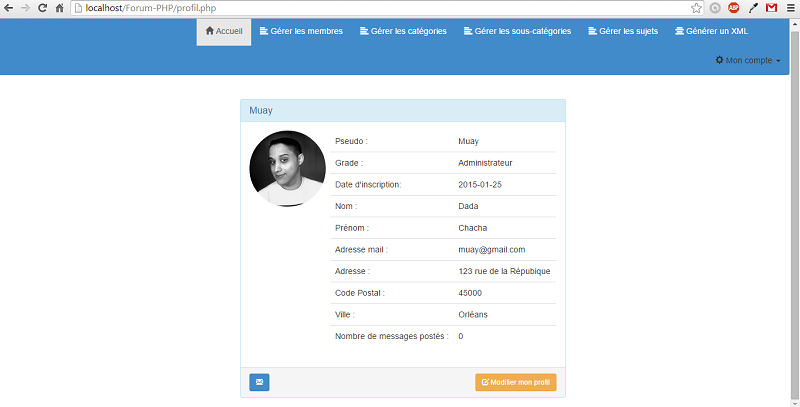 localhost/Forum-PHP/profil.php
ABP
Accueil Gérer les membres Gérer les catégories Gérer les sous-catégories Gérer les sujets Générer un XML
Mon compte
Muay
Pseudo : Muay
Grade : Administrateur
Date d'inscription: 2015-01-25
Nom : Dada
Prénom : Chacha
Adresse mail : muay@gmail.com
Adresse : 123 rue de la Répubique
Code Postal : 45000
Ville : Orléans
Nombre de messages postés : 0
Modifier mon profil